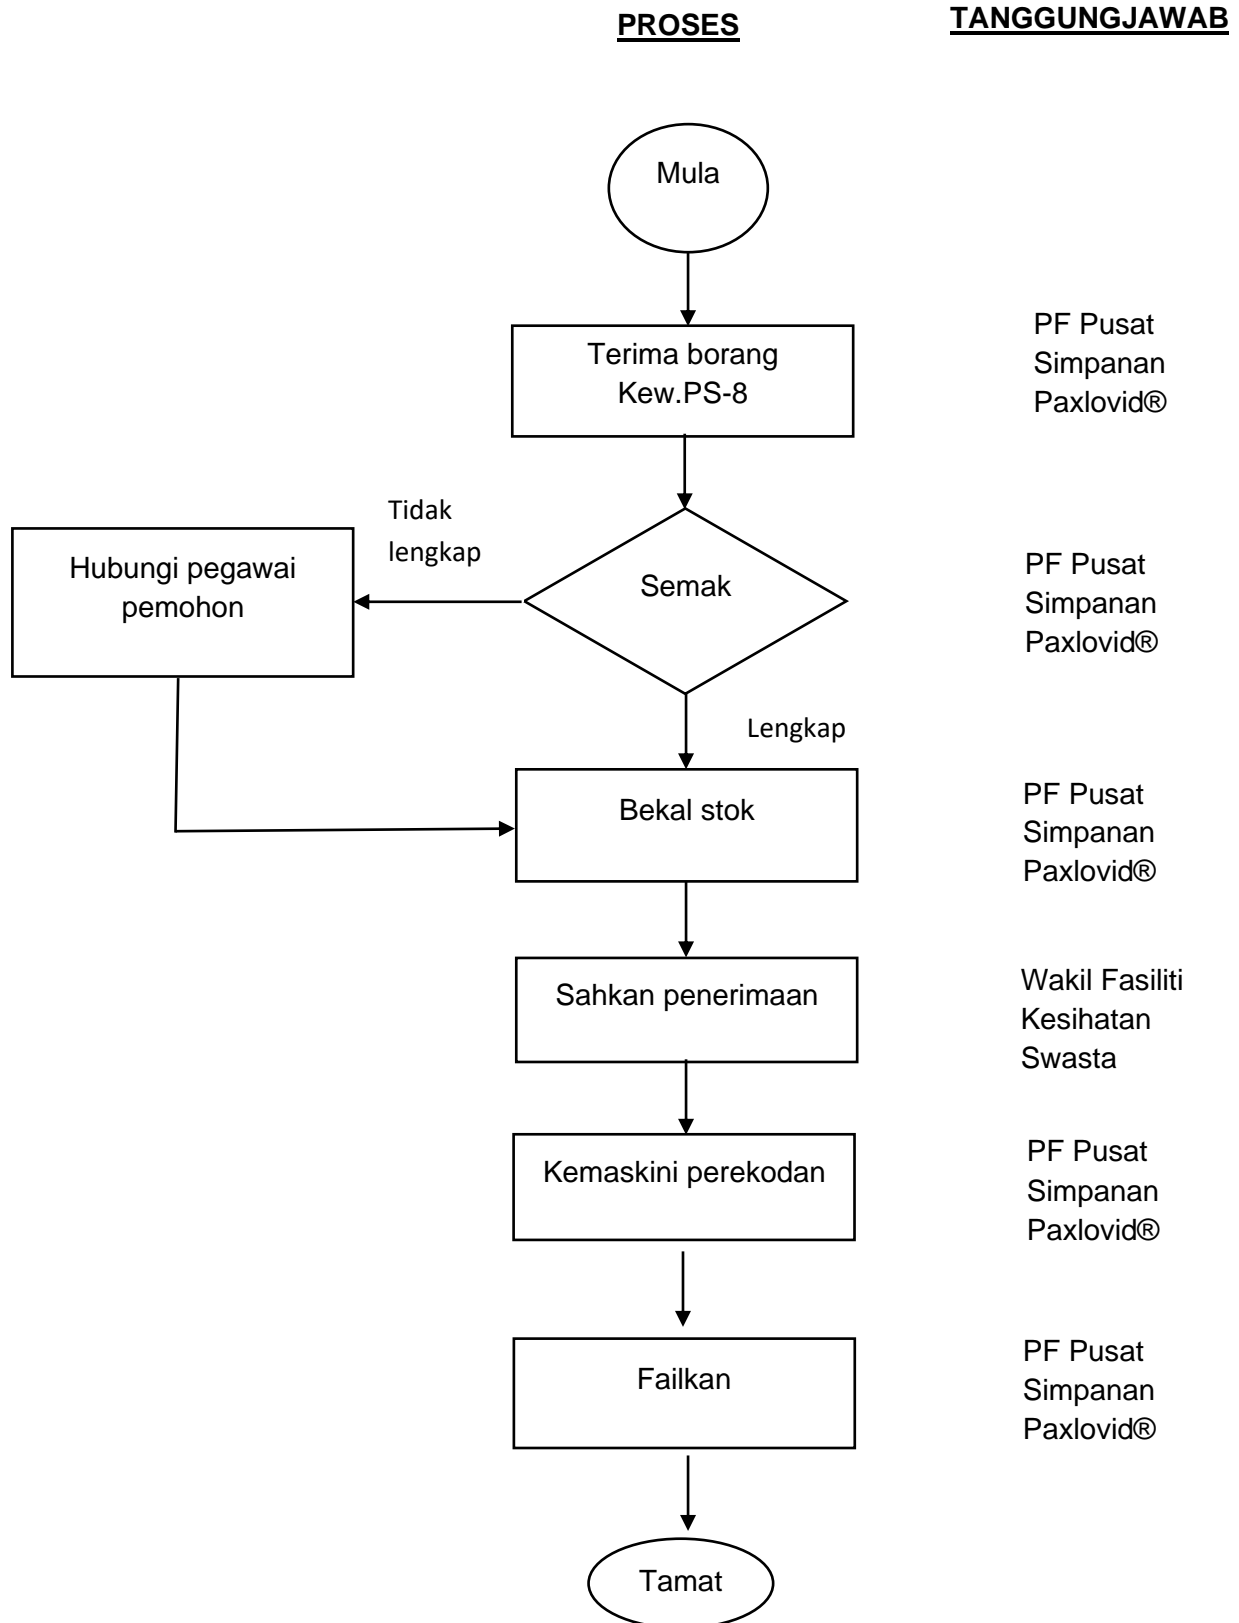 PROSES
TANGGUNGJAWAB
Mula
Terima borang
Kew.PS-8
PF Pusat
Simpanan
Paxlovid®
Tidak
lengkap
Hubungi pegawai
pemohon
Semak
PF Pusat
Simpanan
Paxlovid®
Lengkap
Bekal stok
PF Pusat
Simpanan
Paxlovid®
Sahkan penerimaan
Wakil Fasiliti
Kesihatan
Swasta
Kemaskini perekodan
PF Pusat
Simpanan
Paxlovid®
Failkan
PF Pusat
Simpanan
Paxlovid®
Tamat